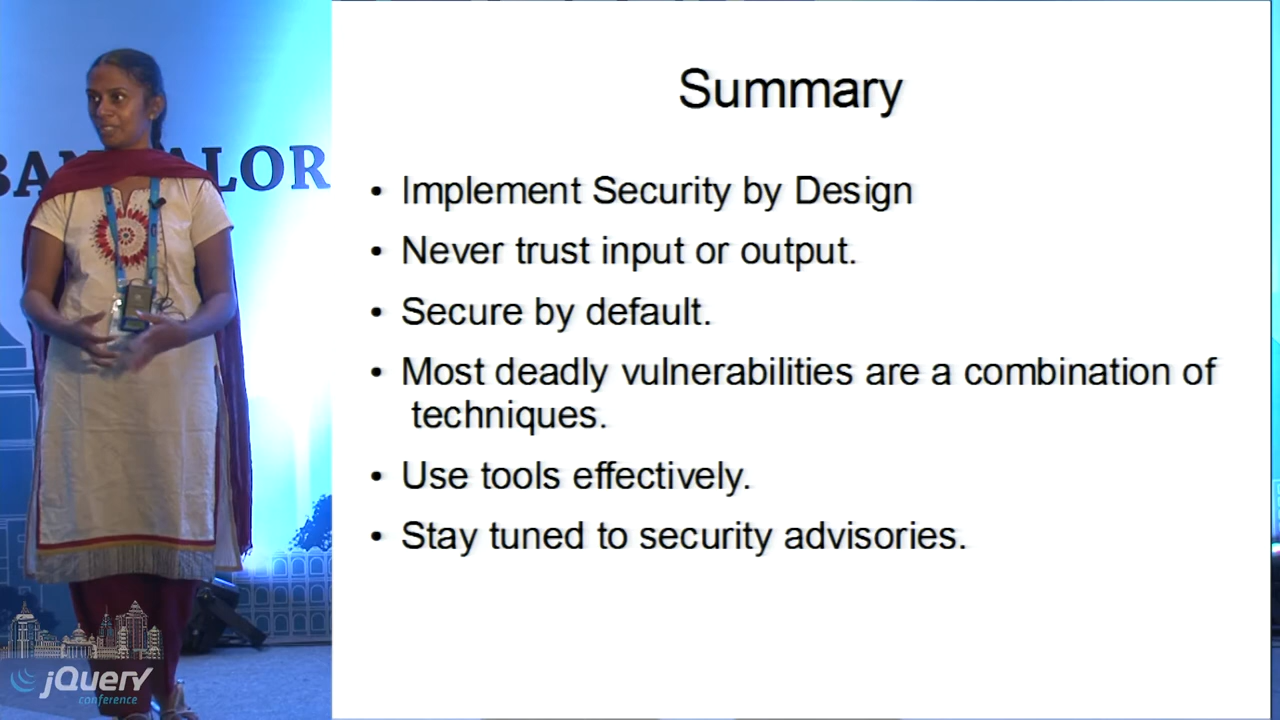 BAN ALOR
Summary
• Implement Security by Design
• Never trust input or output.
• Secure by default.
• Most deadly vulnerabilities are a combination of
techniques.
• Use tools effectively.
• Stay tuned to security advisories.
jQuery
conference